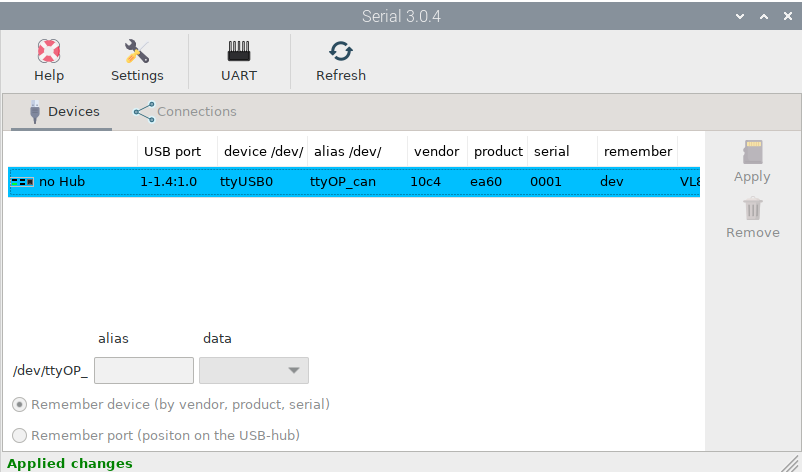 Serial 3.0.4
Help Settings UART Refresh
Devices Connections
USB port device /dev/ alias /dev/ vendor product serial remember
no Hub 1-1.4:1.0 ttyUSB0 ttyOP_can 10c4 ea60 0001 dev VL8
Apply
Remove
alias data
/dev/ttyOP_
Remember device (by vendor, product, serial)
Remember port (positon on the USB-hub)
Applied changes